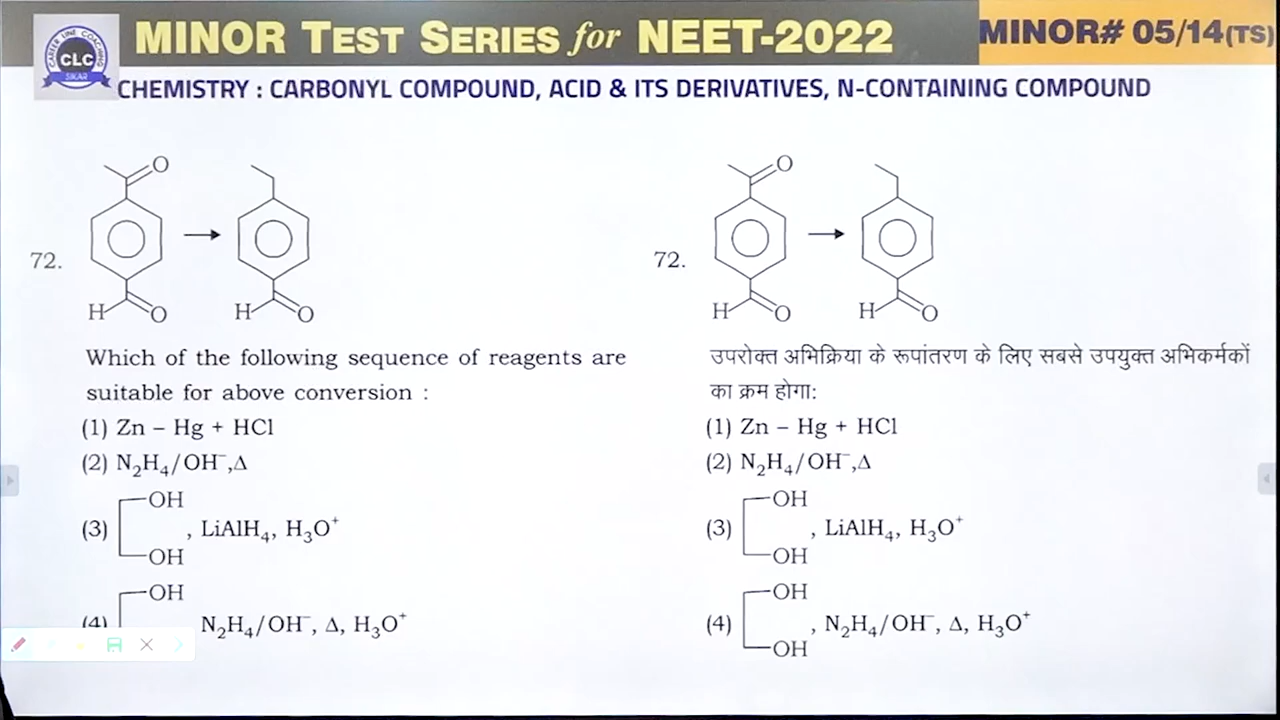 MINOR TEST SERIES for NEET-2022
MINOR# 05/14(TS)
CAREER LINE COACHING
CLC
SIKAR
CHEMISTRY : CARBONYL COMPOUND, ACID & ITS DERIVATIVES, N-CONTAINING COMPOUND
72.
O
H
O
H
O
Which of the following sequence of reagents are
suitable for above conversion :
(1) Zn – Hg + HCl
(2) N₂H₄/OH⁻,Δ
OH
(3) , LiAlH₄, H₃O⁺
OH
OH
(4) N₂H₄/OH⁻, Δ, H₃O⁺
72.
O
H
O
H
O
उपरोक्त अभिक्रिया के रूपांतरण के लिए सबसे उपयुक्त अभिकर्मकों
का क्रम होगा:
(1) Zn – Hg + HCl
(2) N₂H₄/OH⁻,Δ
OH
(3) , LiAlH₄, H₃O⁺
OH
OH
(4) , N₂H₄/OH⁻, Δ, H₃O⁺
OH